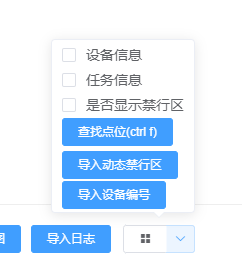 设备信息
任务信息
是否显示禁行区
查找点位(ctrl f)
导入动态禁行区
导入设备编号
图 导入日志